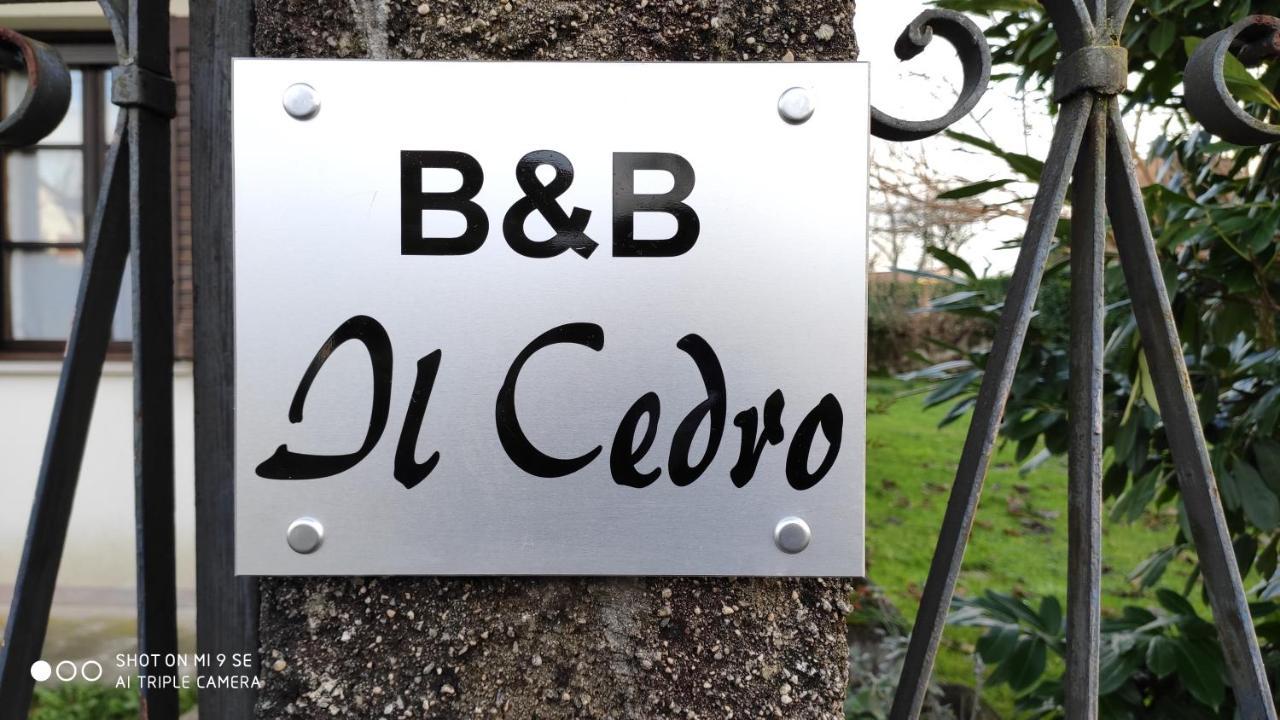 B&B
Il Cedro
SHOT ON MI 9 SE
AI TRIPLE CAMERA